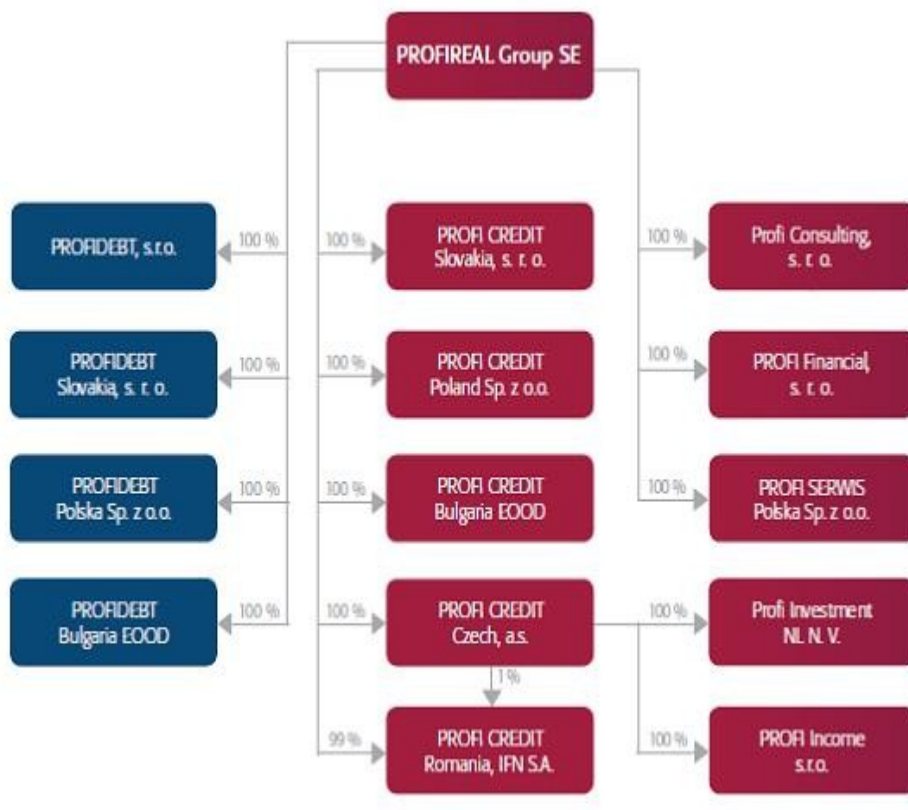 PROFIREAL Group SE
PROFIDEBT, s.r.o.
100 %
100 %
PROFI CREDIT
Slovakia, s. r. o.
100 %
Profi Consulting,
s. r. o.
PROFIDEBT
Slovakia, s. r. o.
100 %
100 %
PROFI CREDIT
Poland Sp. z o.o.
100 %
PROFI Financial,
s. r. o.
PROFIDEBT
Polska Sp. z o.o.
100 %
100 %
PROFI CREDIT
Bulgaria EOOD
100 %
PROFI SERWIS
Polska Sp. z o.o.
PROFIDEBT
Bulgaria EOOD
100 %
100 %
PROFI CREDIT
Czech, a.s.
100 %
Profi Investment
NL N. V.
1 %
99 %
PROFI CREDIT
Romania, IFN S.A.
100 %
PROFI Income
s.r.o.